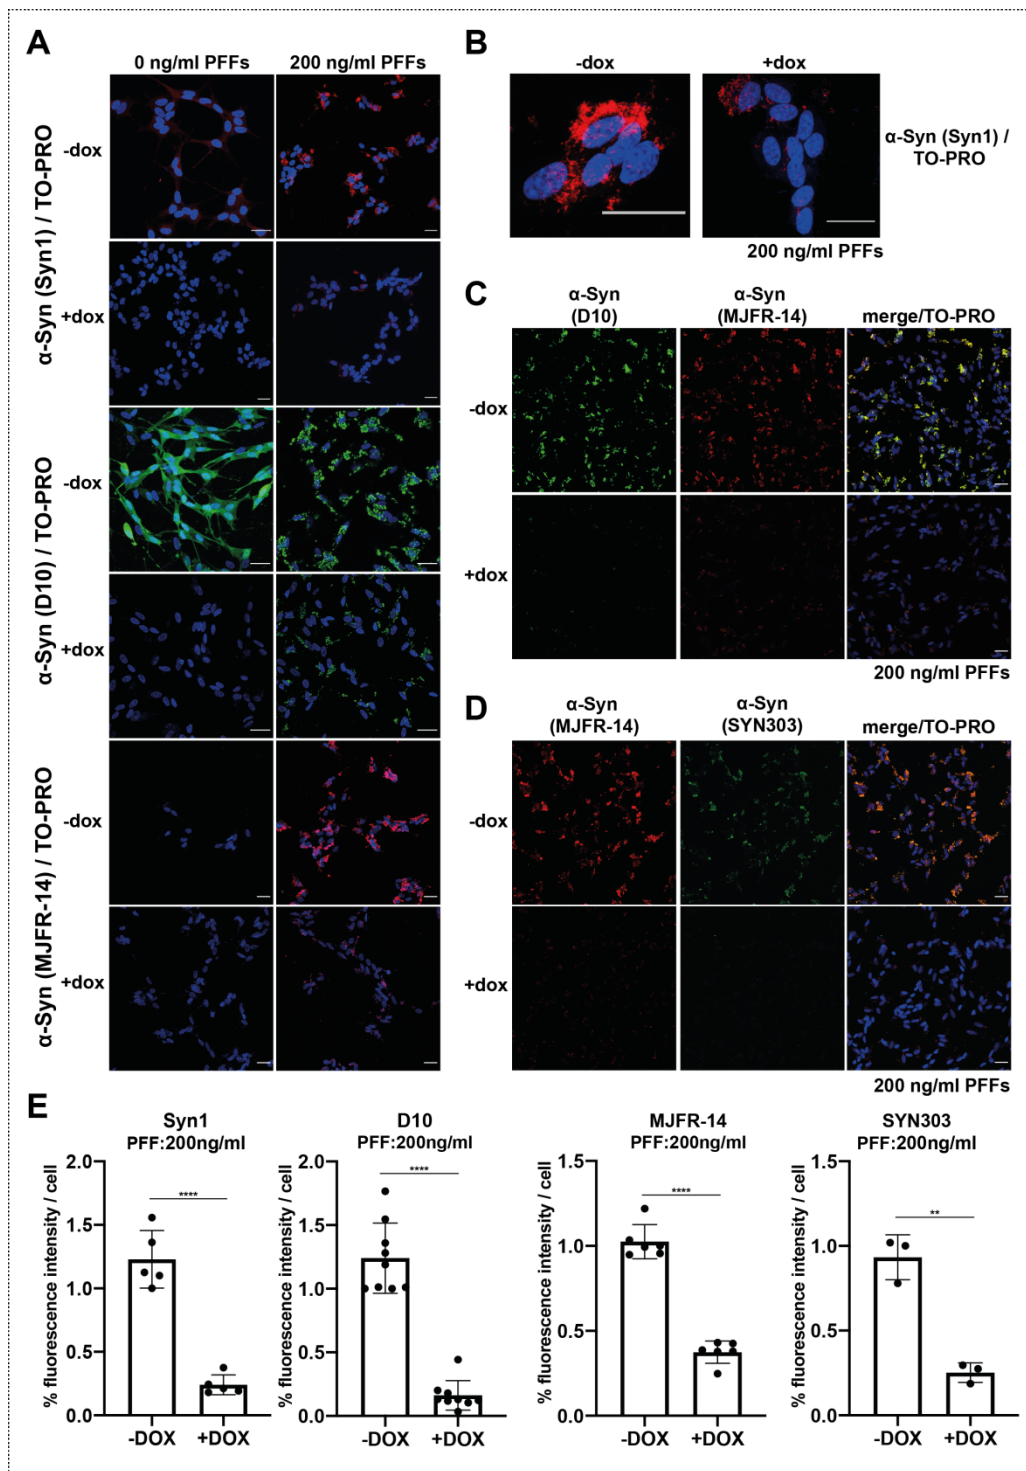 A
0 ng/ml PFFs
200 ng/ml PFFs
α-Syn (Syn1) / TO-PRO
-dox
+dox
α-Syn (D10) / TO-PRO
-dox
+dox
α-Syn (MJFR-14) / TO-PRO
-dox
+dox
B
-dox
+dox
α-Syn (Syn1) /
TO-PRO
200 ng/ml PFFs
C
α-Syn
(D10)
α-Syn
(MJFR-14)
merge/TO-PRO
-dox
+dox
200 ng/ml PFFs
D
α-Syn
(MJFR-14)
α-Syn
(SYN303)
merge/TO-PRO
-dox
+dox
200 ng/ml PFFs
E
Syn1
PFF:200ng/ml
% fluorescence intensity / cell
2.0
1.5
1.0
0.5
0.0
****
-DOX
+DOX
D10
PFF:200ng/ml
% fluorescence intensity / cell
2.0
1.5
1.0
0.5
0.0
****
-DOX
+DOX
MJFR-14
PFF:200ng/ml
% fluorescence intensity / cell
1.5
1.0
0.5
0.0
****
-DOX
+DOX
SYN303
PFF:200ng/ml
% fluorescence intensity / cell
1.5
1.0
0.5
0.0
**
-DOX
+DOX